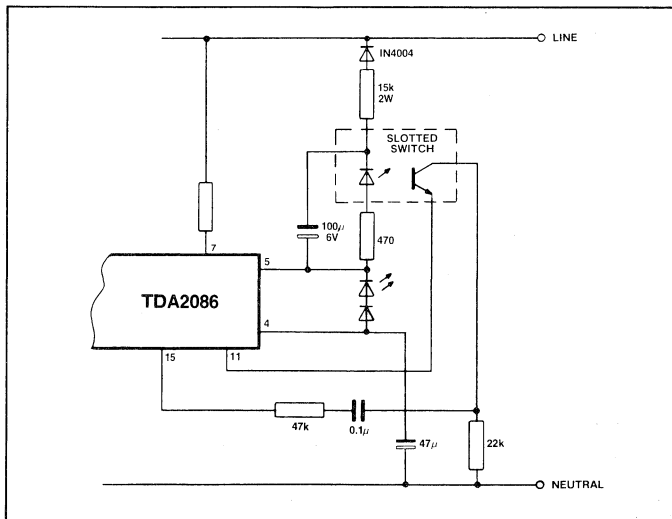 LINE
IN4004
15k
2W
SLOTTED
SWITCH
100µ
6V
470
7
5
TDA2086
4
15
11
47k
0.1µ
47µ
22k
NEUTRAL